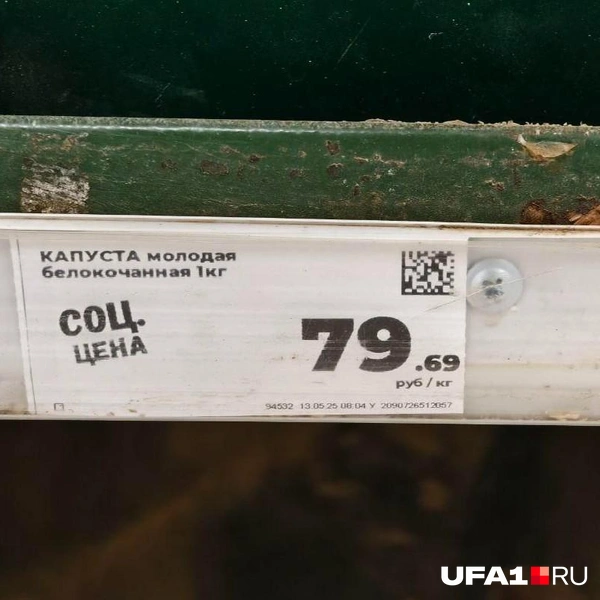 КАПУСТА молодая
белокочанная 1кг
СОЦ.
ЦЕНА
79.69
руб / кг
94532 13.05.25 08:04 У 2090726512057
UFA1.RU